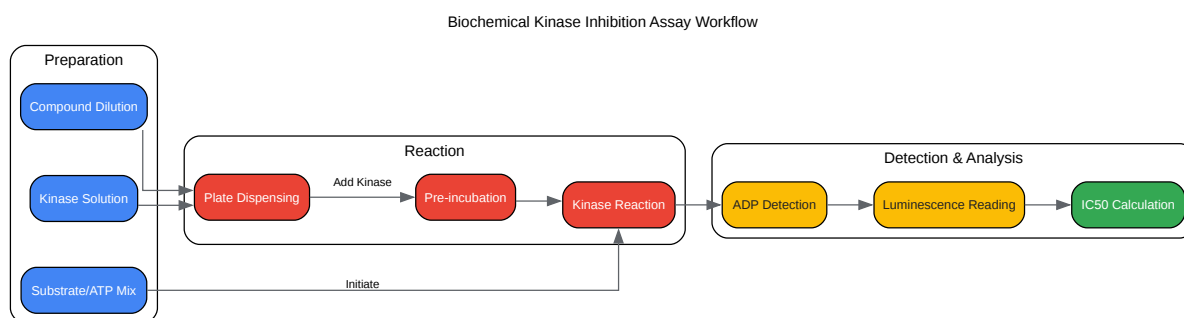 Biochemical Kinase Inhibition Assay Workflow
Preparation
Compound Dilution
Kinase Solution
Substrate/ATP Mix
Reaction
Plate Dispensing
Add Kinase
Pre-incubation
Kinase Reaction
Initiate
Detection & Analysis
ADP Detection
Luminescence Reading
IC50 Calculation